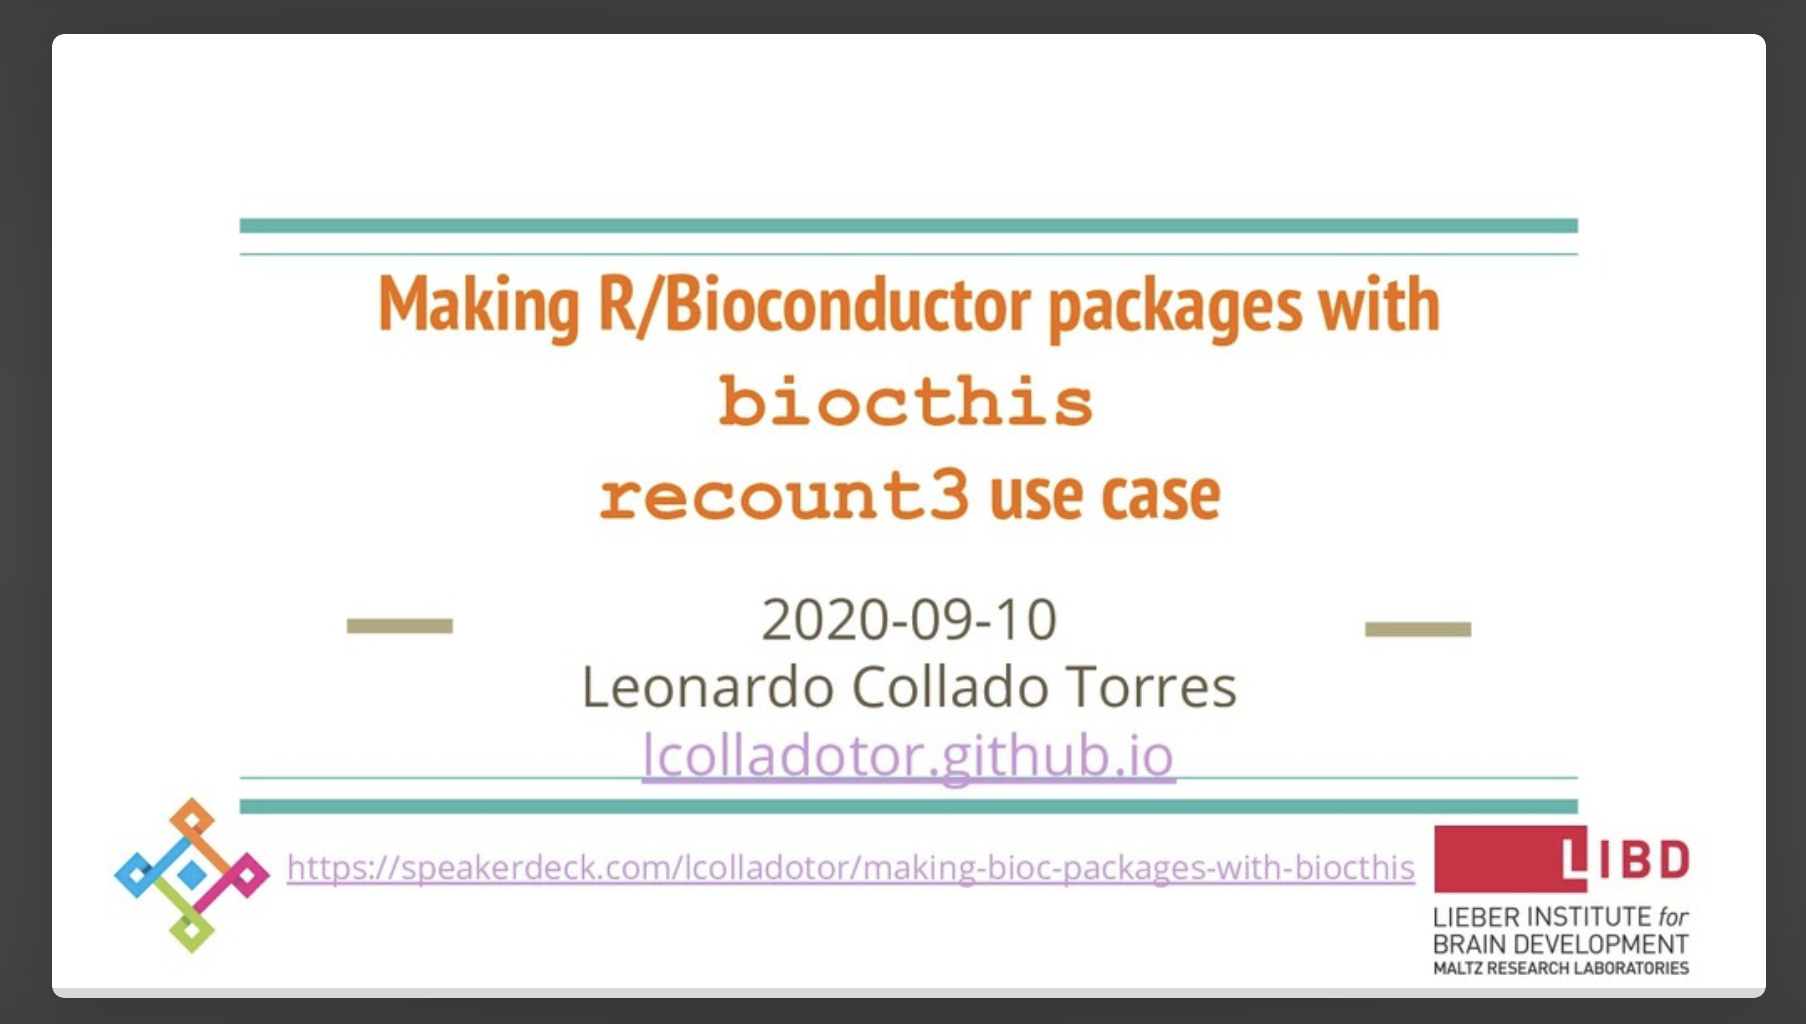 Making R/Bioconductor packages with
biocthis
recount3 use case
2020-09-10
Leonardo Collado Torres
lcolladotor.github.io
https://speakerdeck.com/lcolladotor/making-bioc-packages-with-biocthis
LIBD
LIEBER INSTITUTE for
BRAIN DEVELOPMENT
MALTZ RESEARCH LABORATORIES